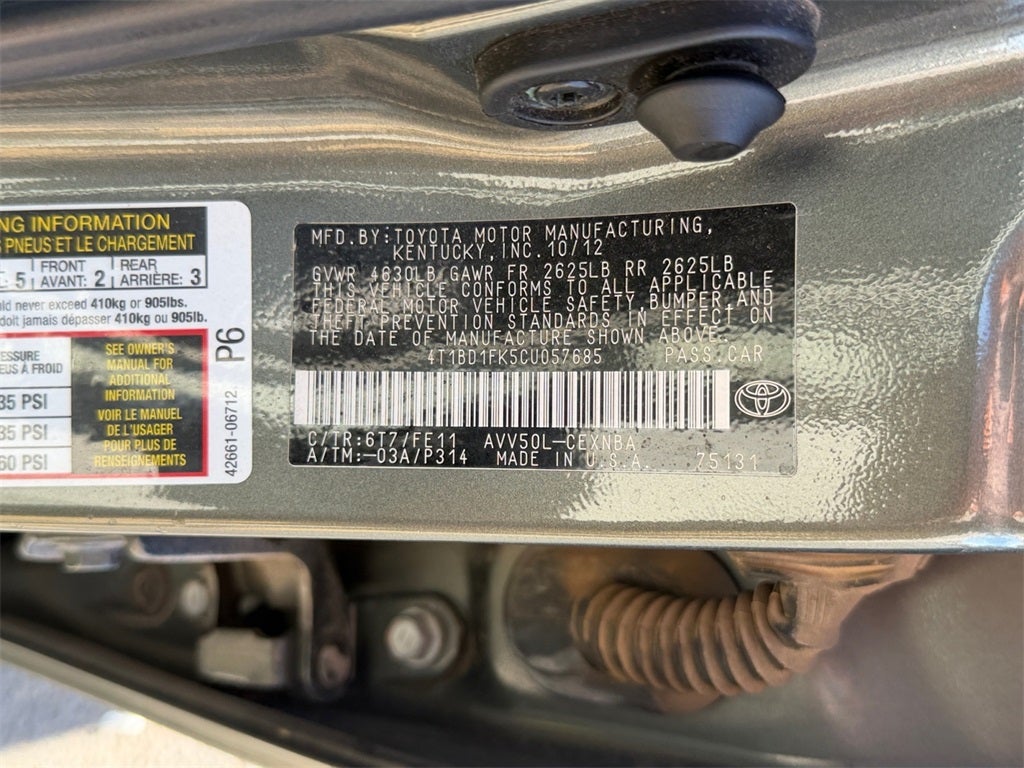 NG INFORMATION
PNEUS ET LE CHARGEMENT
5 FRONT AVANT: 2 REAR ARRIÈRE: 3
never exceed 410kg or 905lbs.
doit jamais dépasser 410kg ou 905lb.
À FROID
35 PSI
35 PSI
60 PSI
SEE OWNER'S
MANUAL FOR
ADDITIONAL
INFORMATION
VOIR LE MANUEL
DE L'USAGER
POUR PLUS DE
RENSEIGNEMENTS
P6
42661-06712
MFD.BY:TOYOTA MOTOR MANUFACTURING,
KENTUCKY,INC.10/12
GVWR 4630LB GAWR FR 2625LB RR 2625LB
THIS VEHICLE CONFORMS TO ALL APPLICABLE
FEDERAL MOTOR VEHICLE SAFETY,BUMPER,AND
THEFT PREVENTION STANDARDS IN EFFECT ON
THE DATE OF MANUFACTURE SHOWN ABOVE.
4T1BD1FK5CU057685 PASS.CAR
C/TR:6T7/FE11 AVV50L-CEXNBA
A/TM:-03A/P314 MADE IN U.S.A. 75131